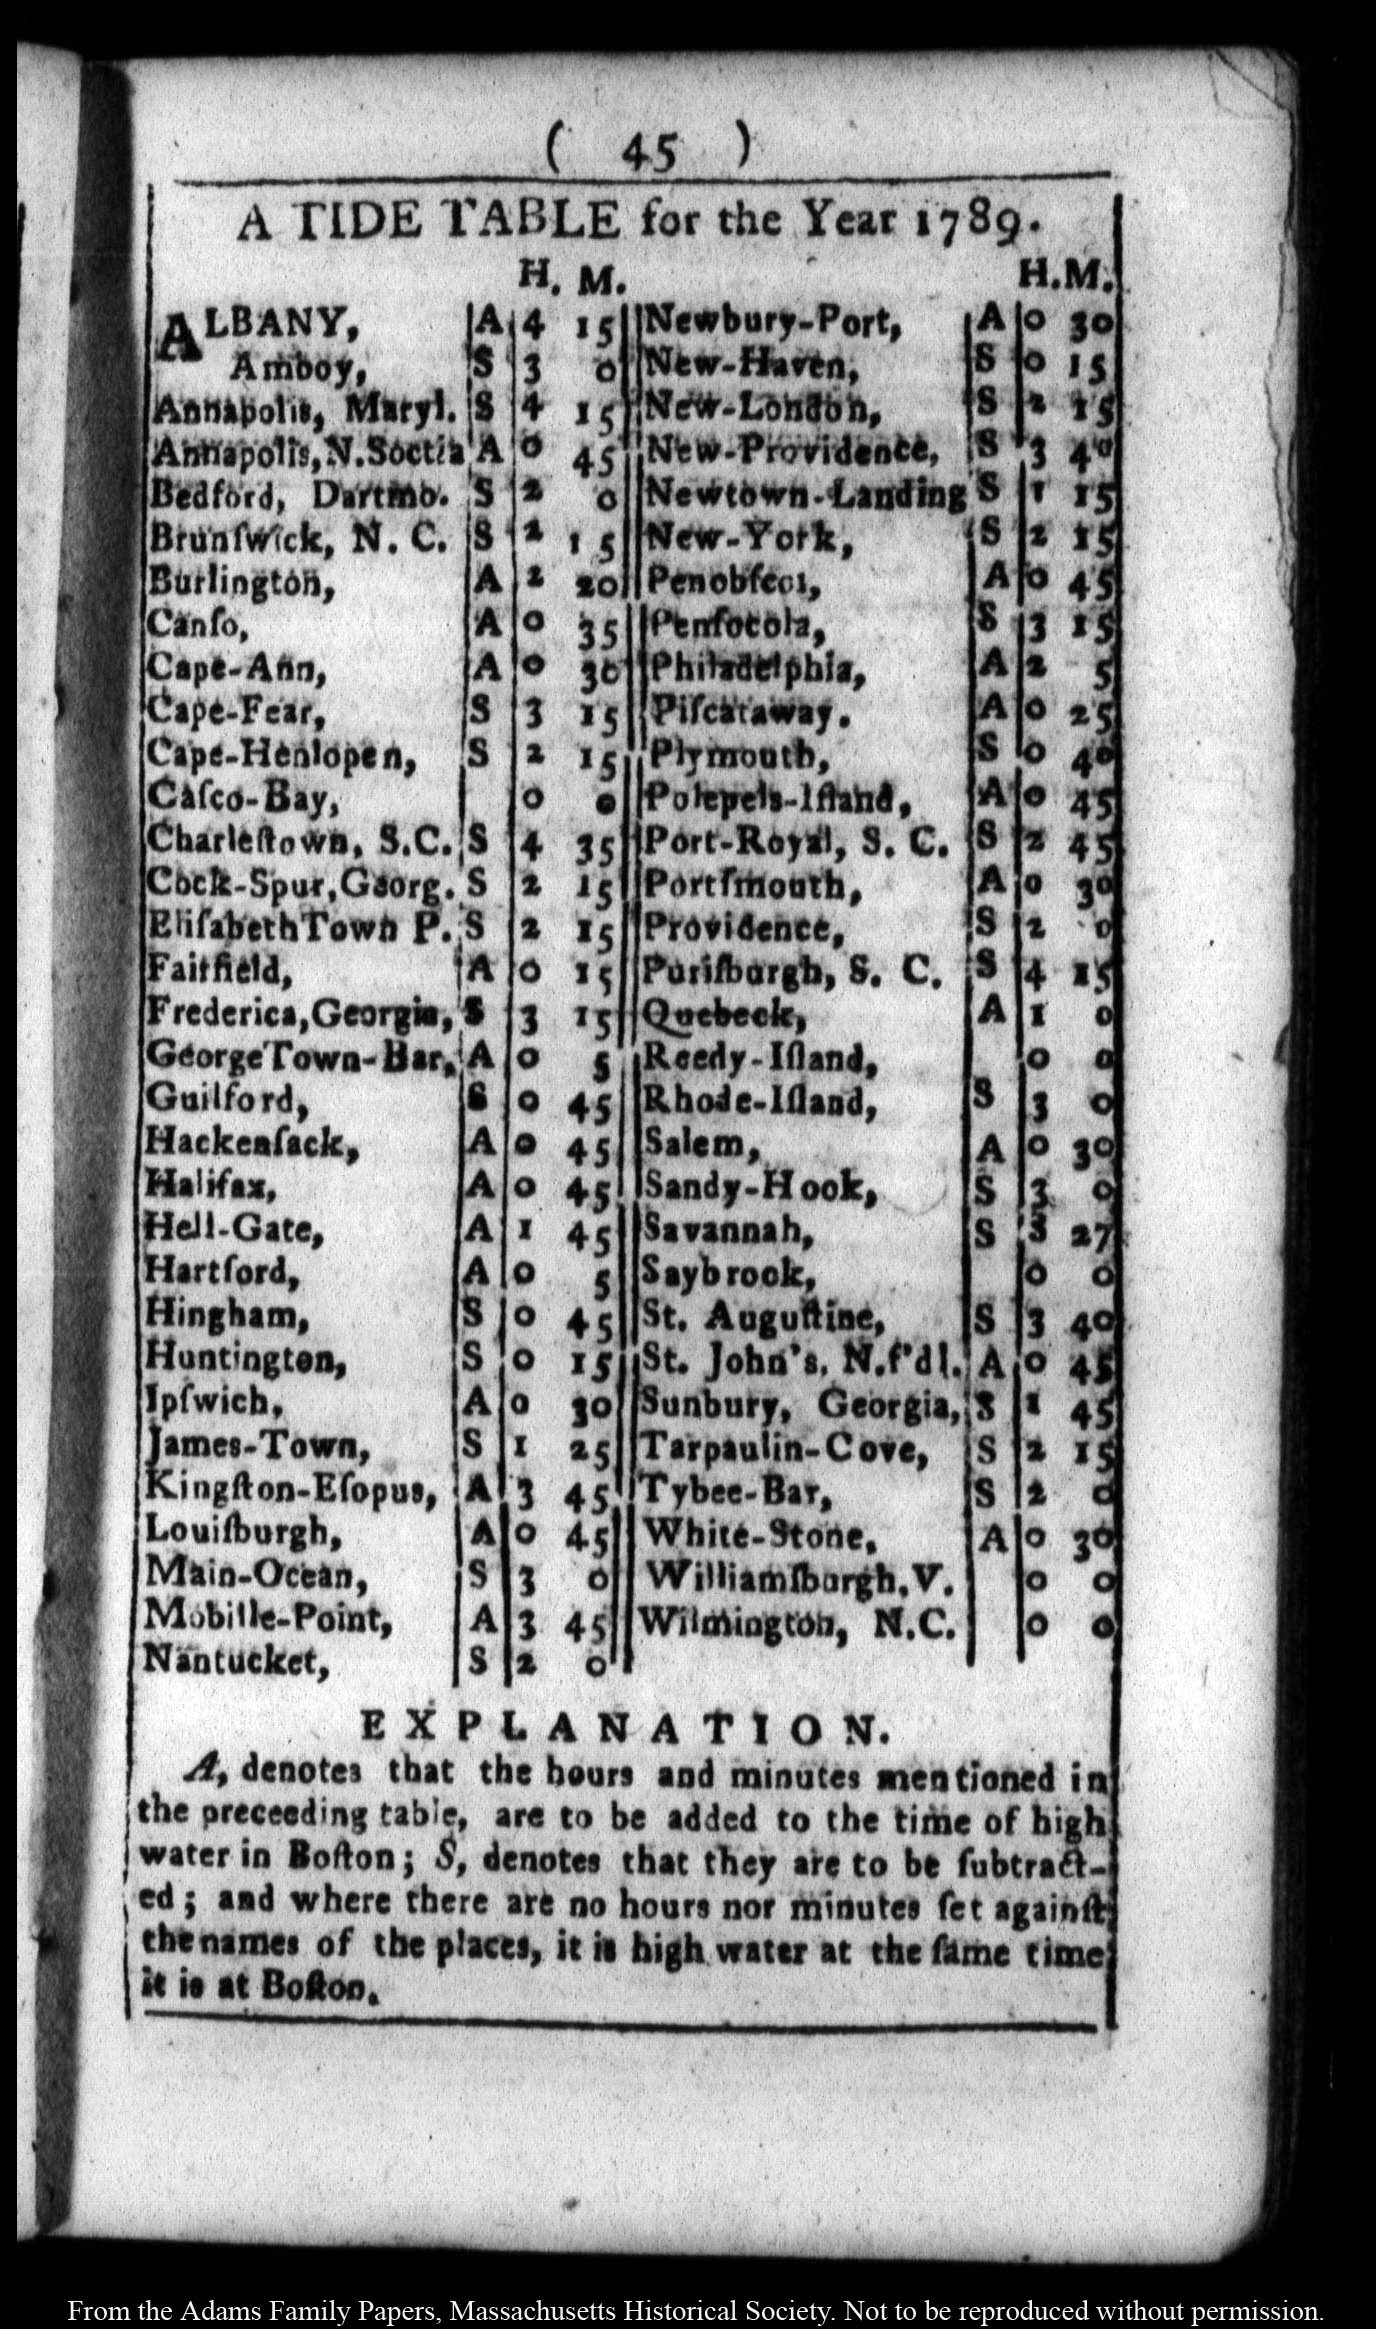 ( 45 )
A TIDE TABLE for the Year 1789.
H. M. H.M.
ALBANY, A 4 15 Newbury-Port, A 0 30
Amboy, S 3 0 New-Haven, S 0 15
Annapolis, Maryl. S 4 15 New-London, S 2 15
Annapolis, N.Soctia A 0 45 New-Providence, S 3 40
Bedford, Dartmo. S 2 0 Newtown-Landing S 1 15
Brunſwick, N. C. S 2 15 New-York, S 2 15
Burlington, A 2 20 Penobſect, A 0 45
Canſo, A 0 35 Penſocola, S 3 15
Cape-Ann, A 0 30 Philadelphia, A 2 5
Cape-Fear, S 3 15 Piſcataway. A 0 25
Cape-Henlopen, S 2 15 Plymouth, S 0 40
Caſco-Bay, 0 0 Polepels-Iſland, A 0 45
Charleſtown, S.C. S 4 35 Port-Royal, S. C. S 2 45
Cock-Spur, Georg. S 2 15 Portſmouth, A 0 30
EliſabethTown P. S 2 15 Providence, S 2 0
Fairfield, A 0 15 Puriſburgh, S. C. S 4 15
Frederica, Georgia, S 3 15 Quebeck, A 1 0
GeorgeTown-Bar, A 0 5 Reedy-Iſland, 0 0
Guilford, S 0 45 Rhode-Iſland, S 3 0
Hackenſack, A 0 45 Salem, A 0 30
Halifax, A 0 45 Sandy-Hook, S 3 0
Hell-Gate, A 1 45 Savannah, S 3 27
Hartford, A 0 5 Saybrook, 0 0
Hingham, S 0 45 St. Auguſtine, S 3 40
Huntington, S 0 15 St. John's, N.f'dl. A 0 45
Ipſwich, A 0 30 Sunbury, Georgia, S 1 45
James-Town, S 1 25 Tarpaulin-Cove, S 2 15
Kingſton-Eſopus, A 3 45 Tybee-Bar, S 2 0
Louiſburgh, A 0 45 White-Stone, A 0 30
Main-Ocean, S 3 0 Williamſburgh, V. 0 0
Mobille-Point, A 3 45 Wilmington, N.C. 0 0
Nantucket, S 2 0
EXPLANATION.
A, denotes that the hours and minutes mentioned in
the preceeding table, are to be added to the time of high
water in Boſton; S, denotes that they are to be ſubtract-
ed; and where there are no hours nor minutes ſet againſt
the names of the places, it is high water at the ſame time
it is at Boſton.
From the Adams Family Papers, Massachusetts Historical Society. Not to be reproduced without permission.